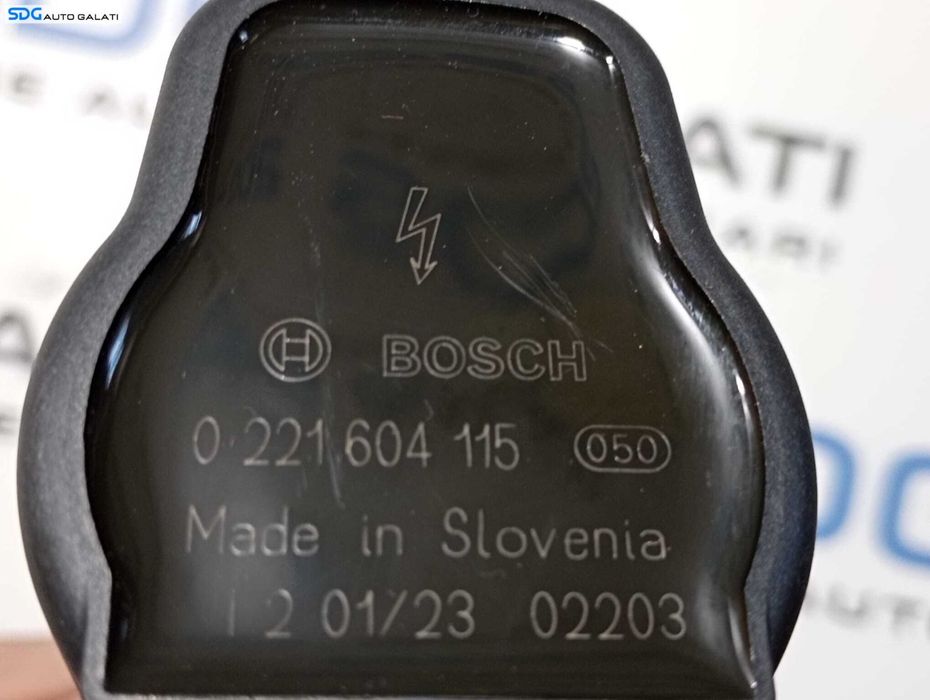 SDG AUTO GALATI
BOSCH
0 221 604 115 050
Made in Slovenia
1 2 01/23 02203